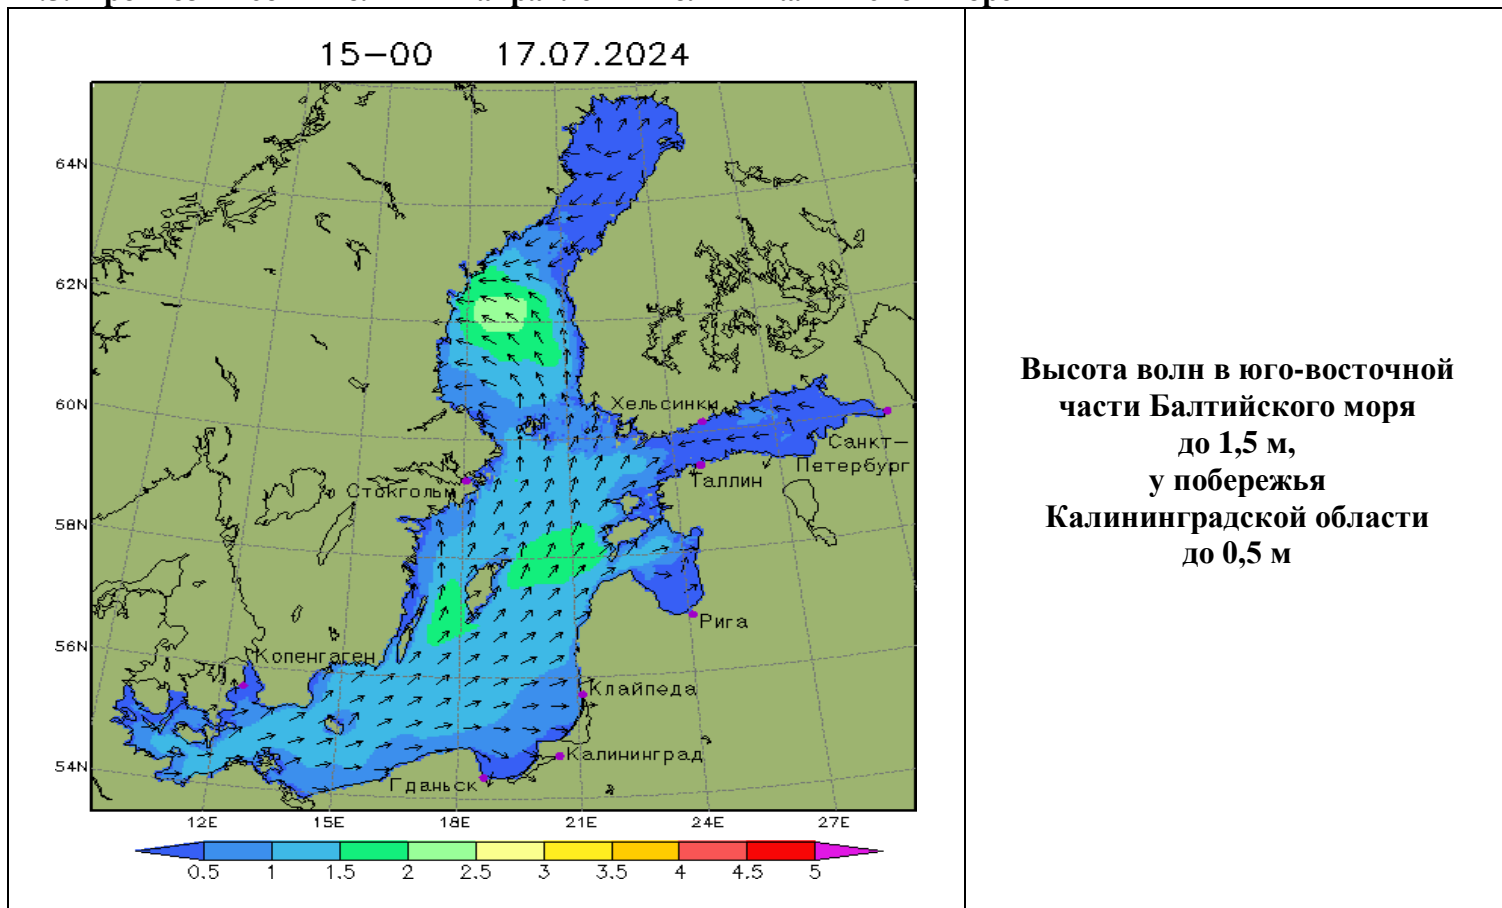 15-00 17.07.2024
64N
62N
60N
58N
56N
54N
Хельсинки
Санкт-
Петербург
Таллин
Стокгольм
Рига
Копенгаген
Клайпеда
Калининград
Гданьск
12E 15E 18E 21E 24E 27E
0.5 1 1.5 2 2.5 3 3.5 4 4.5 5
Высота волн в юго-восточной
части Балтийского моря
до 1,5 м,
у побережья
Калининградской области
до 0,5 м